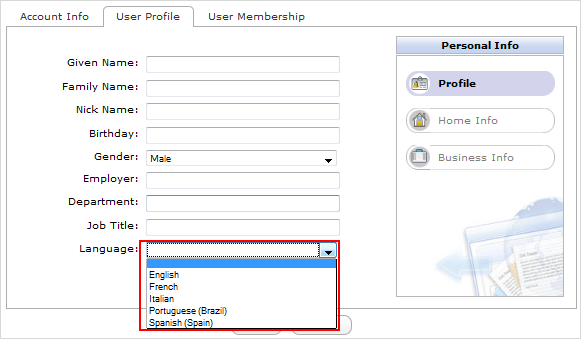 Account Info
User Profile
User Membership
Given Name:
Family Name:
Nick Name:
Birthday:
Gender:
Male
Employer:
Department:
Job Title:
Language:
English
French
Italian
Portuguese (Brazil)
Spanish (Spain)
Personal Info
Profile
Home Info
Business Info